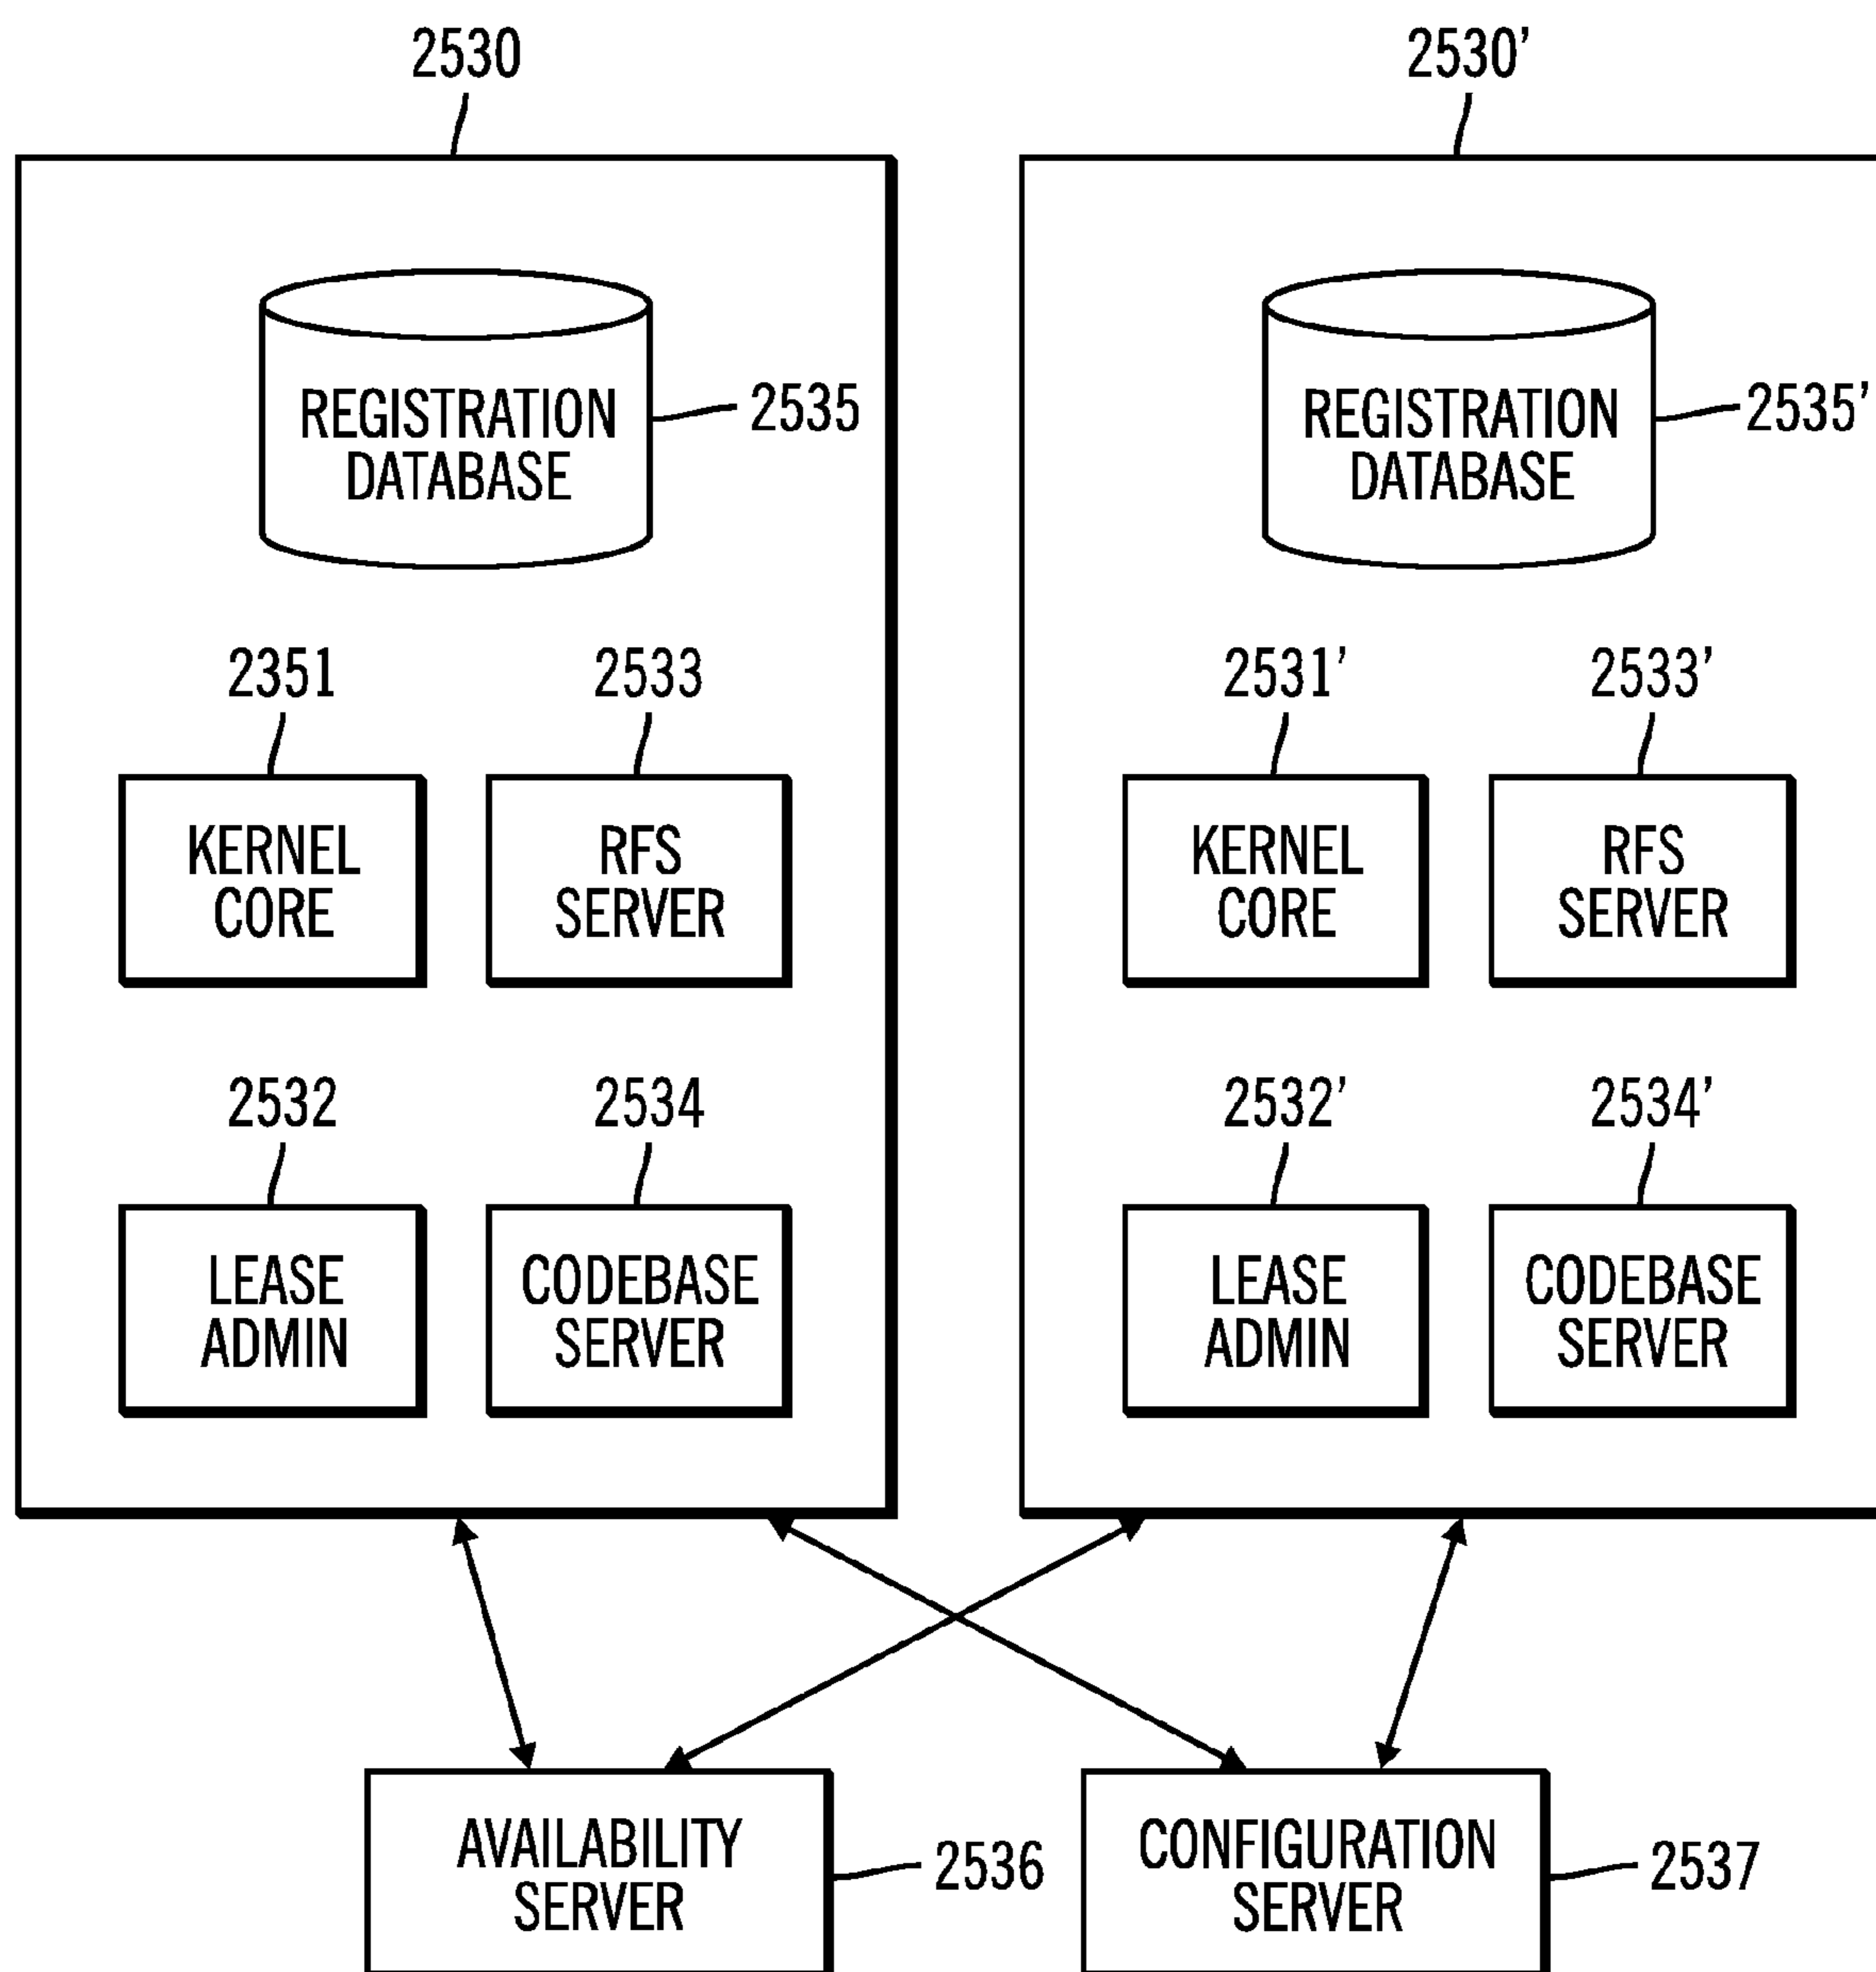 2530
2530'
REGISTRATION
DATABASE
2535
REGISTRATION
DATABASE
2535'
2351
2533
2531'
2533'
KERNEL
CORE
RFS
SERVER
KERNEL
CORE
RFS
SERVER
2532
2534
2532'
2534'
LEASE
ADMIN
CODEBASE
SERVER
LEASE
ADMIN
CODEBASE
SERVER
AVAILABILITY
SERVER
2536
CONFIGURATION
SERVER
2537